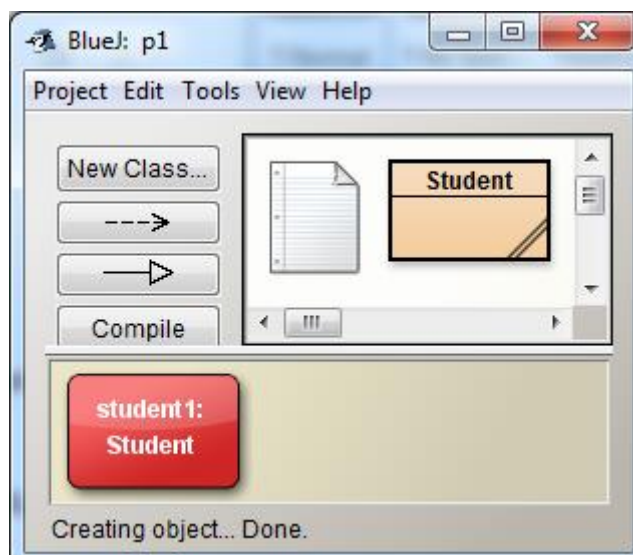 BlueJ: p1
Project Edit Tools View Help
New Class...
Compile
Student
student1:
Student
Creating object... Done.